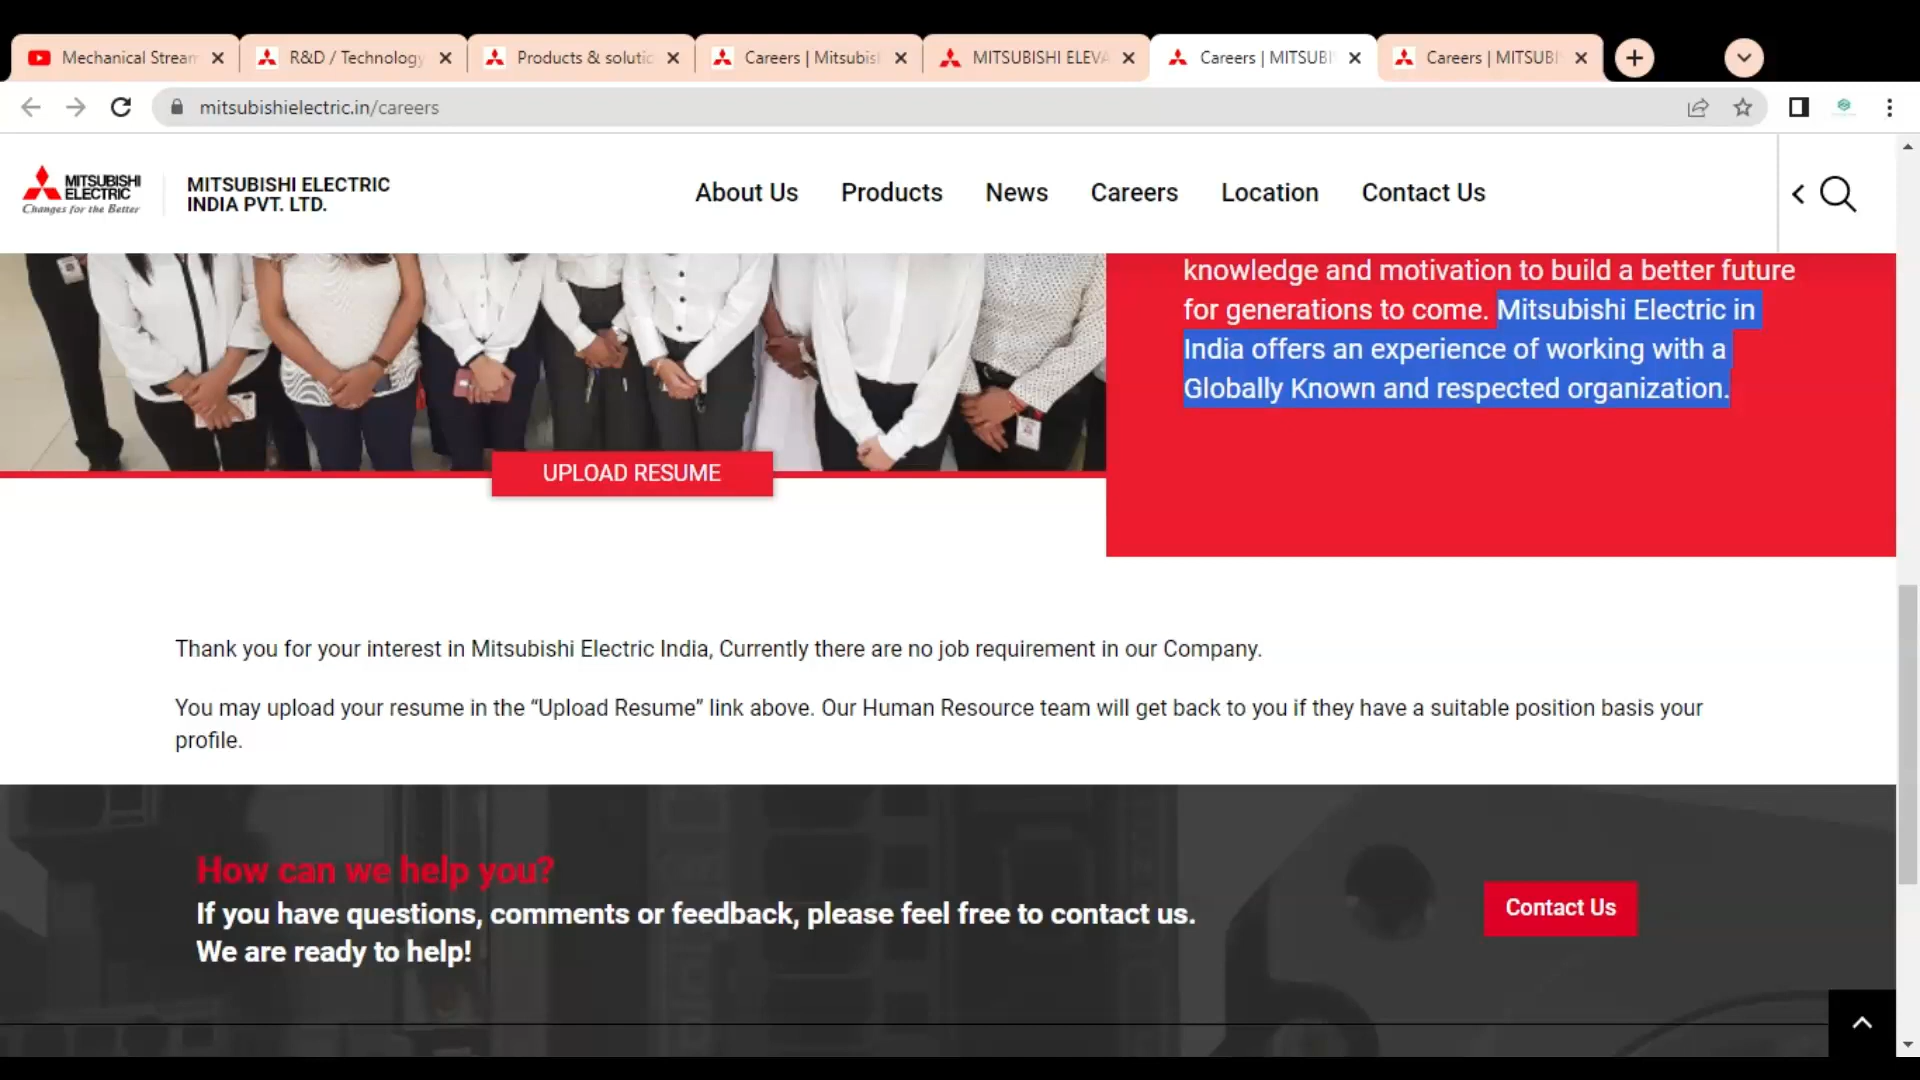 Mechanical Strean
R&D / Technology
Products & solutic
Careers | Mitsubis
MITSUBISHI ELEVA
Careers | MITSUBI
Careers | MITSUBI
mitsubishielectric.in/careers
MITSUBISHI
ELECTRIC
Changes for the Better
MITSUBISHI ELECTRIC
INDIA PVT. LTD.
About Us
Products
News
Careers
Location
Contact Us
knowledge and motivation to build a better future
for generations to come. Mitsubishi Electric in
India offers an experience of working with a
Globally Known and respected organization.
UPLOAD RESUME
Thank you for your interest in Mitsubishi Electric India, Currently there are no job requirement in our Company.
You may upload your resume in the “Upload Resume” link above. Our Human Resource team will get back to you if they have a suitable position basis your
profile.
How can we help you?
If you have questions, comments or feedback, please feel free to contact us.
We are ready to help!
Contact Us